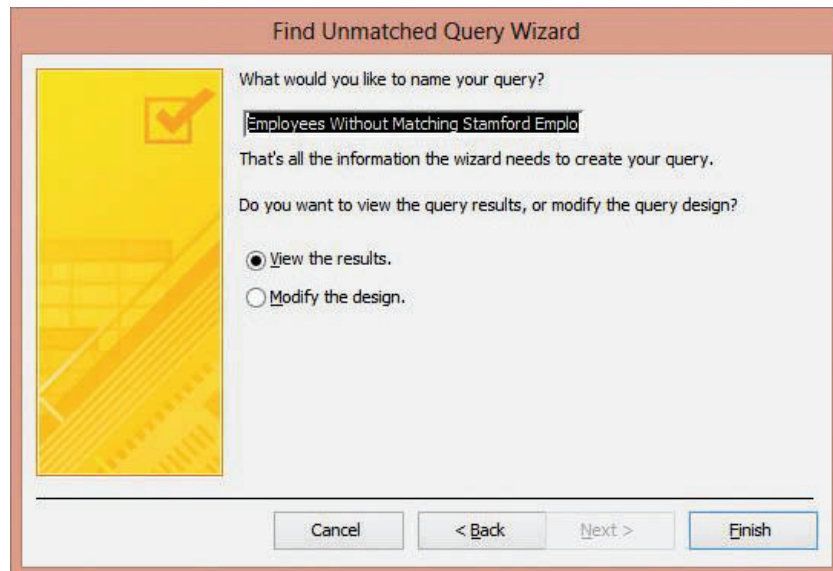 Find Unmatched Query Wizard
What would you like to name your query?
Employees Without Matching Stamford Emplo
That's all the information the wizard needs to create your query.
Do you want to view the query results, or modify the query design?
View the results.
Modify the design.
Cancel
< Back
Next >
Finish